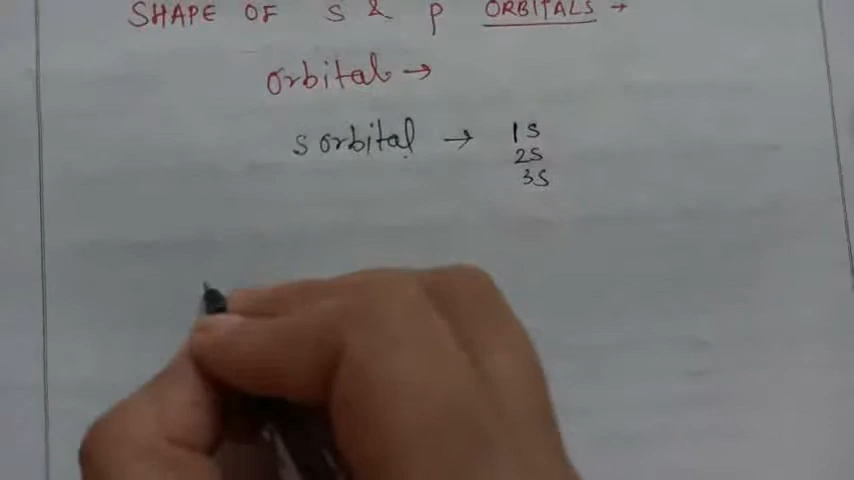 SHAPE OF S & P ORBITALS →
orbital →
s orbital → 1s
2s
3s